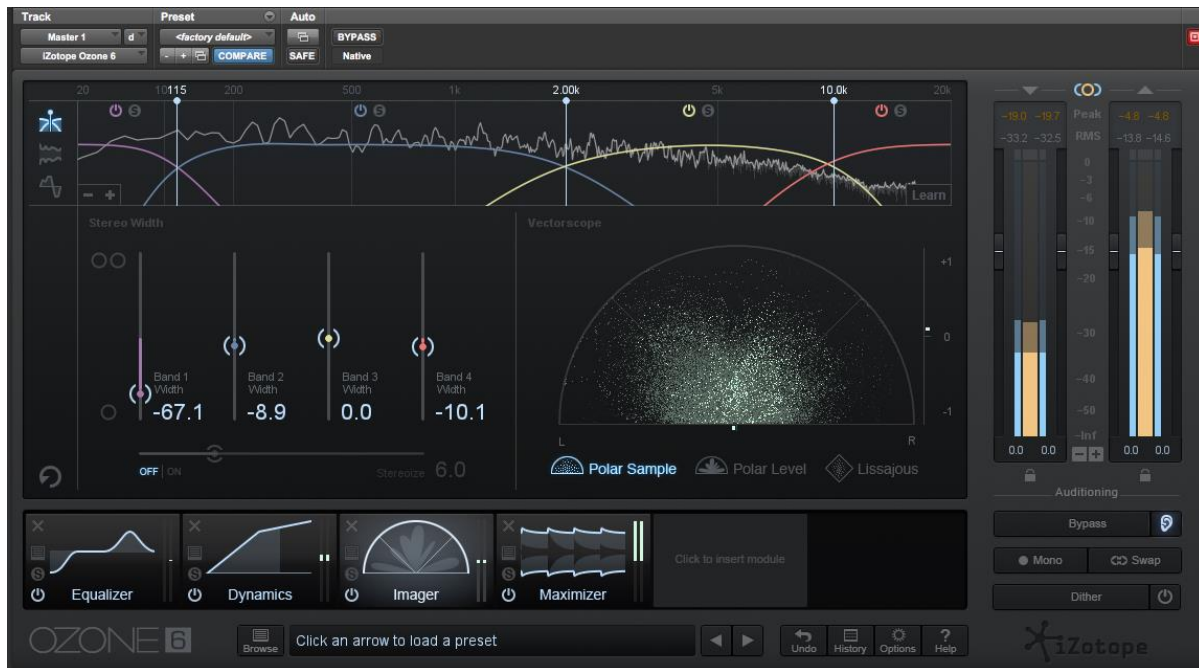 Track Preset Auto
Master 1 d <factory default> BYPASS
iZotope Ozone 6 - + COMPARE SAFE Native
20 10 115 200 500 1k 2.00k 5k 10.0k 20k
S S S S
- + Learn
Stereo Width Vectorscope
+1
0
-1
Band 1 Width -67.1
Band 2 Width -8.9
Band 3 Width 0.0
Band 4 Width -10.1
L R
OFF | ON Stereoize 6.0
Polar Sample Polar Level Lissajous
-19.0 -19.7 Peak -4.8 -4.8
-33.2 -32.5 RMS -13.8 -14.6
0
-3
-6
-10
-15
-20
-30
-40
-50
-Inf
0.0 0.0 - + 0.0 0.0
Auditioning
Bypass
Mono Swap
Dither
S S S S
Click to insert module
Equalizer Dynamics Imager Maximizer
OZONE 6 Browse Click an arrow to load a preset Undo History Options ? Help iZotope